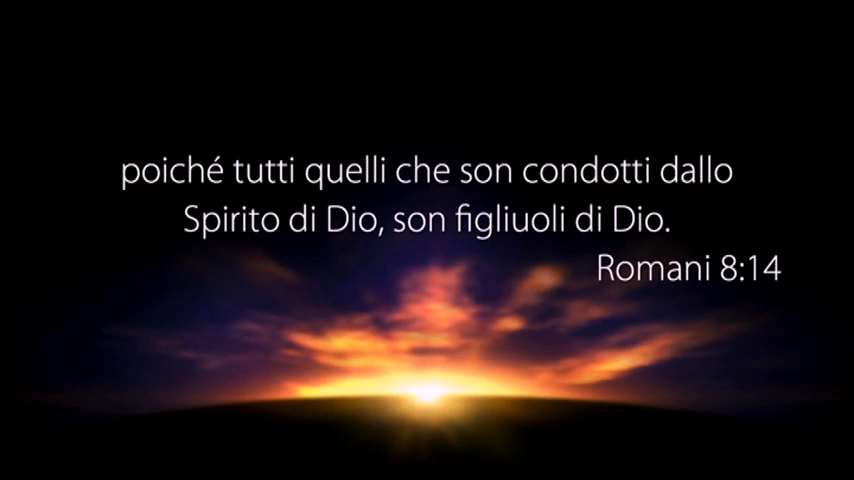 poiché tutti quelli che son condotti dallo
Spirito di Dio, son figliuoli di Dio.
Romani 8:14